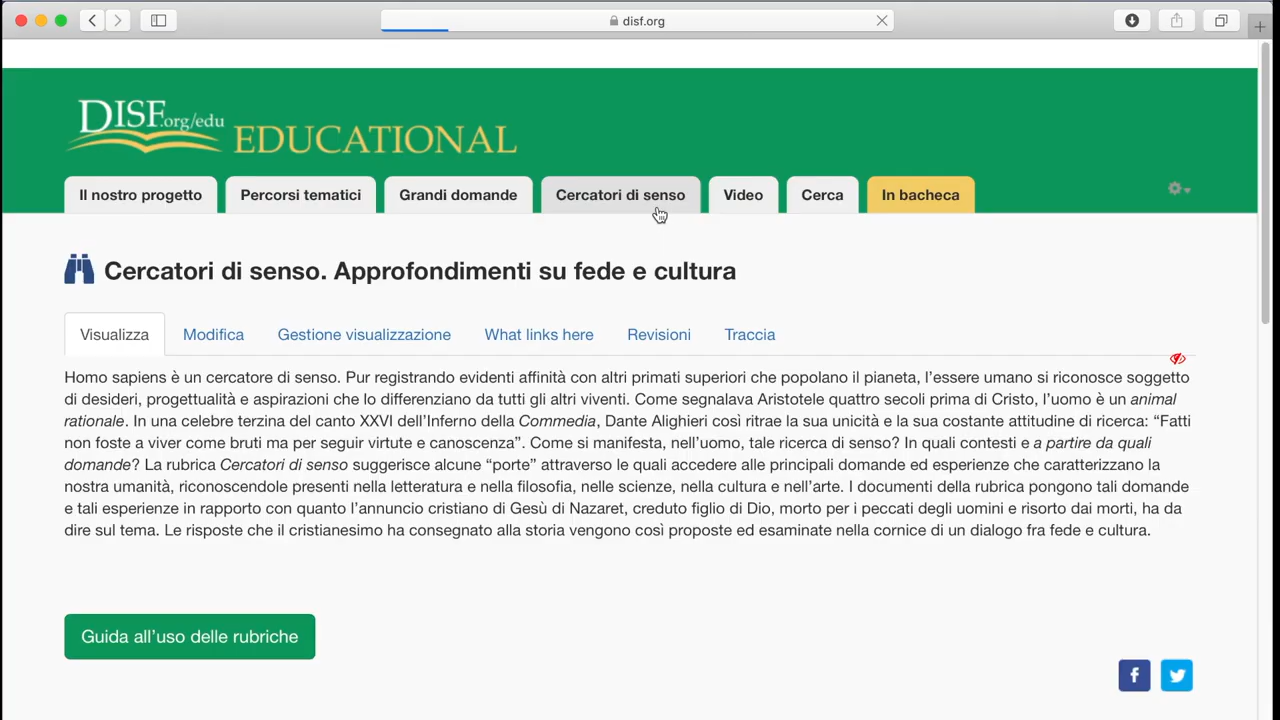 disf.org
DISF.org/edu EDUCATIONAL
Il nostro progetto Percorsi tematici Grandi domande Cercatori di senso Video Cerca In bacheca
Cercatori di senso. Approfondimenti su fede e cultura
Visualizza Modifica Gestione visualizzazione What links here Revisioni Traccia
Homo sapiens è un cercatore di senso. Pur registrando evidenti affinità con altri primati superiori che popolano il pianeta, l’essere umano si riconosce soggetto
di desideri, progettualità e aspirazioni che lo differenziano da tutti gli altri viventi. Come segnalava Aristotele quattro secoli prima di Cristo, l’uomo è un animal
rationale. In una celebre terzina del canto XXVI dell’Inferno della Commedia, Dante Alighieri così ritrae la sua unicità e la sua costante attitudine di ricerca: “Fatti
non foste a viver come bruti ma per seguir virtute e canoscenza”. Come si manifesta, nell’uomo, tale ricerca di senso? In quali contesti e a partire da quali
domande? La rubrica Cercatori di senso suggerisce alcune “porte” attraverso le quali accedere alle principali domande ed esperienze che caratterizzano la
nostra umanità, riconoscendole presenti nella letteratura e nella filosofia, nelle scienze, nella cultura e nell’arte. I documenti della rubrica pongono tali domande
e tali esperienze in rapporto con quanto l’annuncio cristiano di Gesù di Nazaret, creduto figlio di Dio, morto per i peccati degli uomini e risorto dai morti, ha da
dire sul tema. Le risposte che il cristianesimo ha consegnato alla storia vengono così proposte ed esaminate nella cornice di un dialogo fra fede e cultura.
Guida all’uso delle rubriche